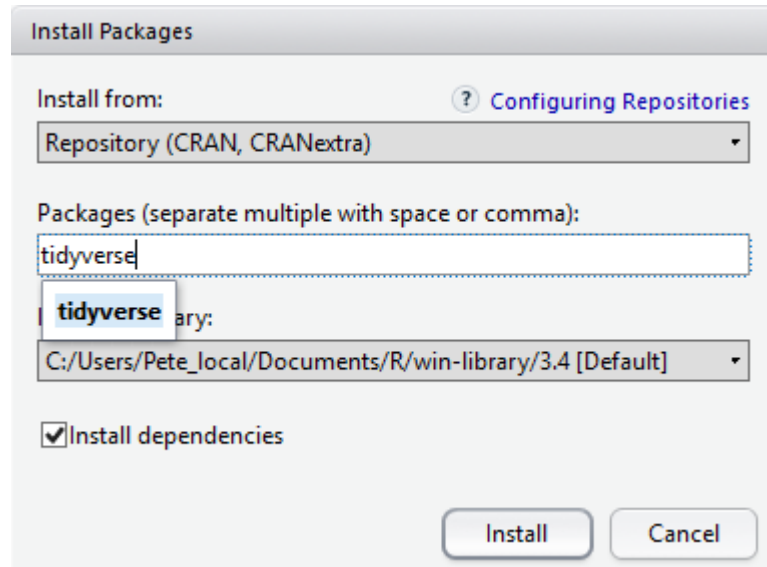 Install Packages
Install from:
? Configuring Repositories
Repository (CRAN, CRANextra)
Packages (separate multiple with space or comma):
tidyverse
tidyverse
ary:
C:/Users/Pete_local/Documents/R/win-library/3.4 [Default]
Install dependencies
Install Cancel